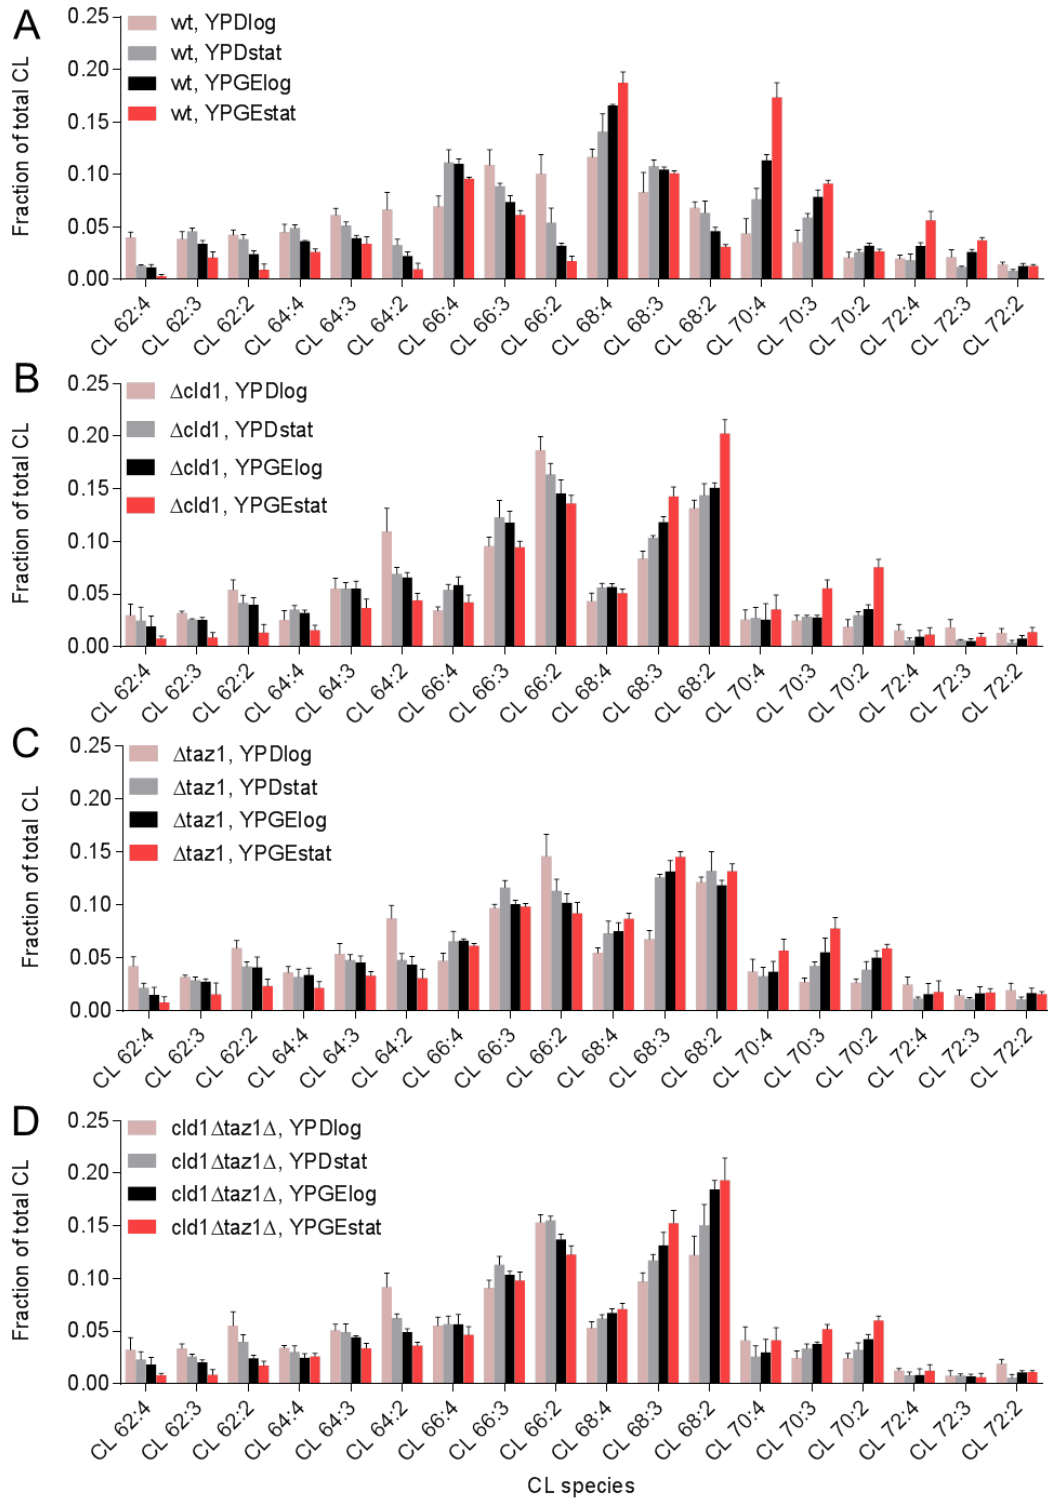 A
Fraction of total CL
0.25
0.20
0.15
0.10
0.05
0.00
wt, YPDlog
wt, YPDstat
wt, YPGElog
wt, YPGEstat
CL 62:4
CL 62:3
CL 62:2
CL 64:4
CL 64:3
CL 64:2
CL 66:4
CL 66:3
CL 66:2
CL 68:4
CL 68:3
CL 68:2
CL 70:4
CL 70:3
CL 70:2
CL 72:4
CL 72:3
CL 72:2
B
Fraction of total CL
0.25
0.20
0.15
0.10
0.05
0.00
Δcld1, YPDlog
Δcld1, YPDstat
Δcld1, YPGElog
Δcld1, YPGEstat
CL 62:4
CL 62:3
CL 62:2
CL 64:4
CL 64:3
CL 64:2
CL 66:4
CL 66:3
CL 66:2
CL 68:4
CL 68:3
CL 68:2
CL 70:4
CL 70:3
CL 70:2
CL 72:4
CL 72:3
CL 72:2
C
Fraction of total CL
0.25
0.20
0.15
0.10
0.05
0.00
Δtaz1, YPDlog
Δtaz1, YPDstat
Δtaz1, YPGElog
Δtaz1, YPGEstat
CL 62:4
CL 62:3
CL 62:2
CL 64:4
CL 64:3
CL 64:2
CL 66:4
CL 66:3
CL 66:2
CL 68:4
CL 68:3
CL 68:2
CL 70:4
CL 70:3
CL 70:2
CL 72:4
CL 72:3
CL 72:2
D
Fraction of total CL
0.25
0.20
0.15
0.10
0.05
0.00
cld1Δtaz1Δ, YPDlog
cld1Δtaz1Δ, YPDstat
cld1Δtaz1Δ, YPGElog
cld1Δtaz1Δ, YPGEstat
CL 62:4
CL 62:3
CL 62:2
CL 64:4
CL 64:3
CL 64:2
CL 66:4
CL 66:3
CL 66:2
CL 68:4
CL 68:3
CL 68:2
CL 70:4
CL 70:3
CL 70:2
CL 72:4
CL 72:3
CL 72:2
CL species